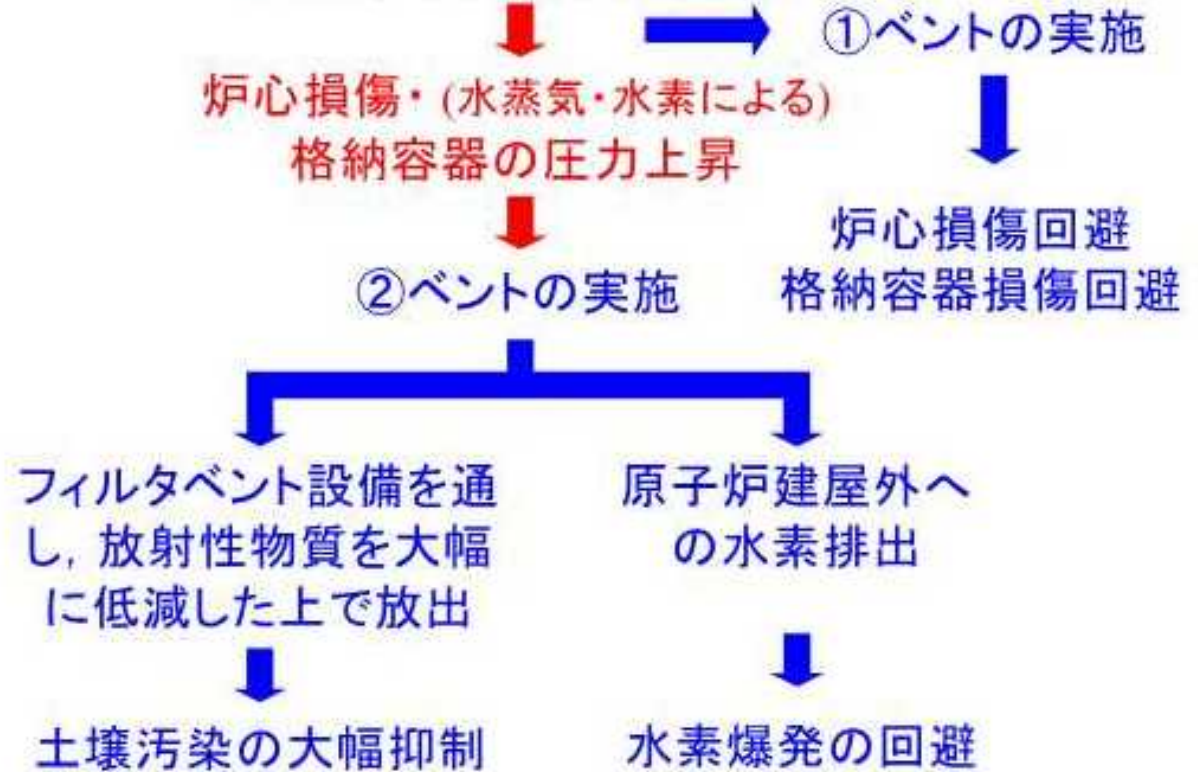 ①ベントの実施
炉心損傷・(水蒸気・水素による)
格納容器の圧力上昇
炉心損傷回避
格納容器損傷回避
②ベントの実施
フィルタベント設備を通
し，放射性物質を大幅
に低減した上で放出
原子炉建屋外へ
の水素排出
土壌汚染の大幅抑制
水素爆発の回避